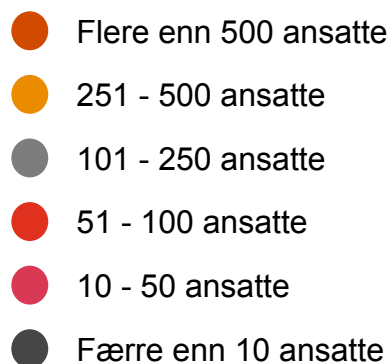 Flere enn 500 ansatte
251 - 500 ansatte
101 - 250 ansatte
51 - 100 ansatte
10 - 50 ansatte
Færre enn 10 ansatte